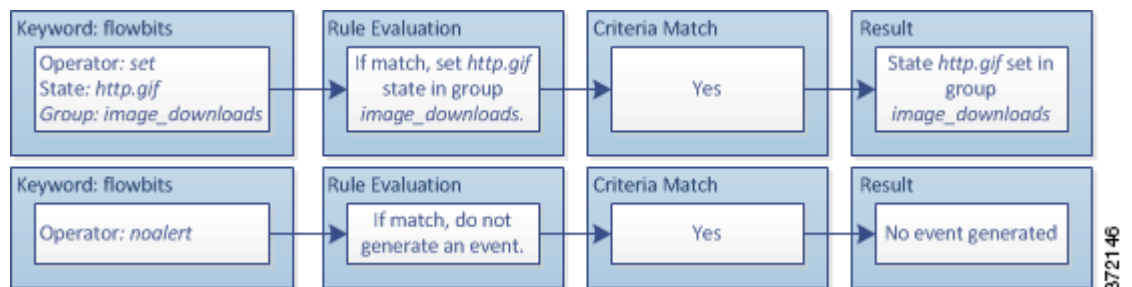 Keyword: flowbits
Operator: set
State: http.gif
Group: image_downloads
Rule Evaluation
If match, set http.gif
state in group
image_downloads.
Criteria Match
Yes
Result
State http.gif set in
group
image_downloads
Keyword: flowbits
Operator: noalert
Rule Evaluation
If match, do not
generate an event.
Criteria Match
Yes
Result
No event generated
372146